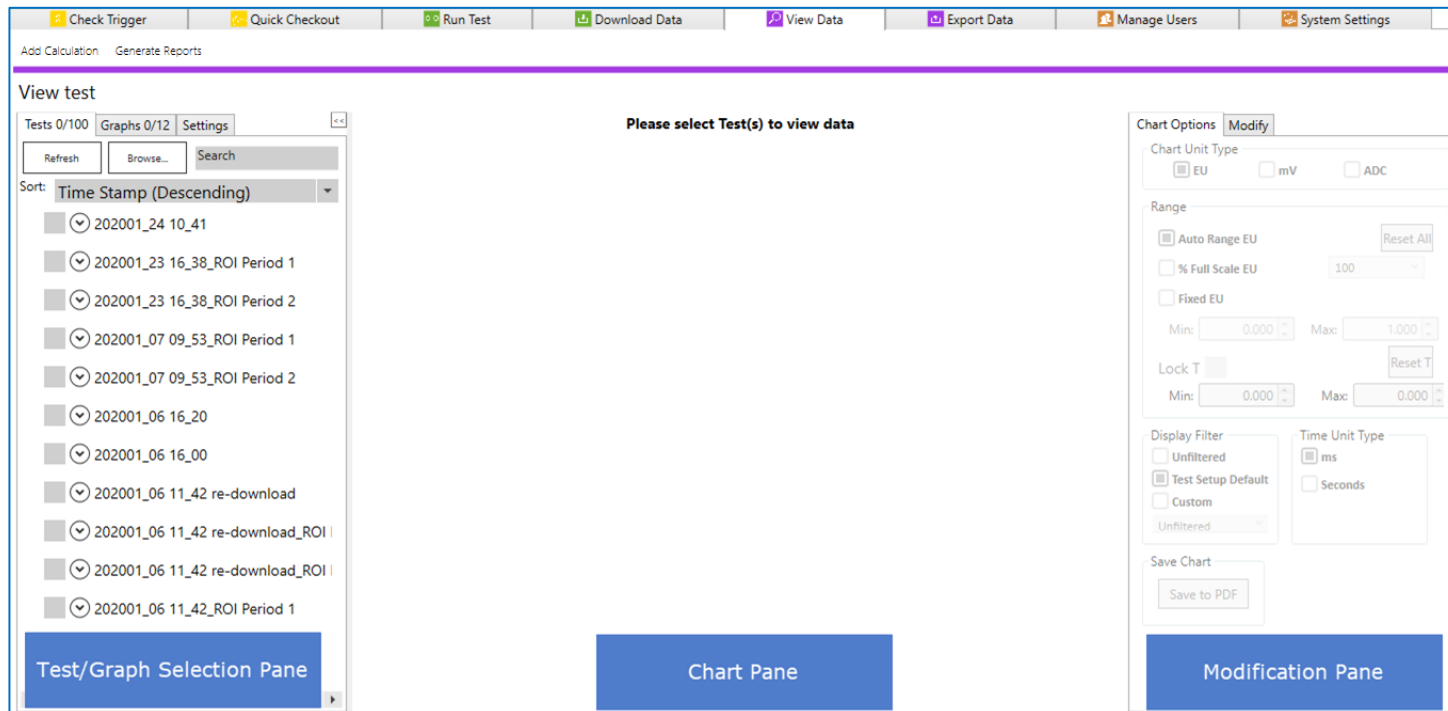 Check Trigger Quick Checkout Run Test Download Data View Data Export Data Manage Users System Settings
Add Calculation Generate Reports
View test
Tests 0/100 Graphs 0/12 Settings <<
Refresh Browse... Search
Sort: Time Stamp (Descending)
202001_24 10_41
202001_23 16_38_ROI Period 1
202001_23 16_38_ROI Period 2
202001_07 09_53_ROI Period 1
202001_07 09_53_ROI Period 2
202001_06 16_20
202001_06 16_00
202001_06 11_42 re-download
202001_06 11_42 re-download_ROI
202001_06 11_42 re-download_ROI
202001_06 11_42_ROI Period 1
Test/Graph Selection Pane
Please select Test(s) to view data
Chart Pane
Chart Options Modify
Chart Unit Type
EU mV ADC
Range
Auto Range EU Reset All
% Full Scale EU 100
Fixed EU
Min: 0.000 Max: 1.000
Lock T Reset T
Min: 0.000 Max: 0.000
Display Filter
Unfiltered
Test Setup Default
Custom
Unfiltered
Time Unit Type
ms
Seconds
Save Chart
Save to PDF
Modification Pane